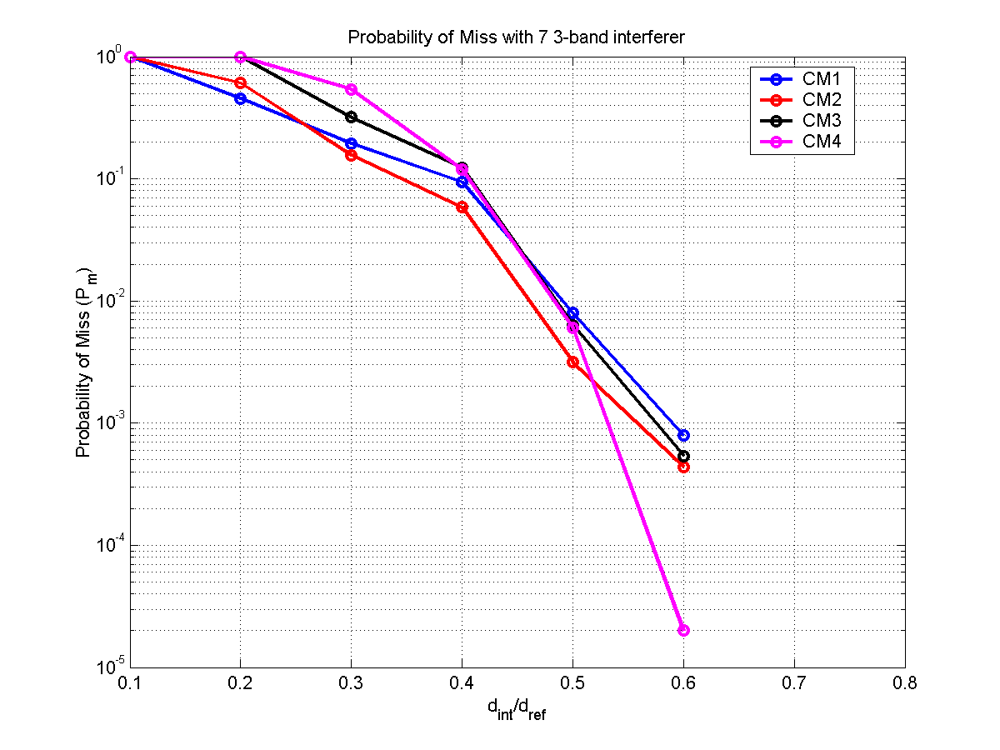 Probability of Miss with 7 3-band interferer
CM1
CM2
CM3
CM4
Probability of Miss (Pm)
10^0
10^-1
10^-2
10^-3
10^-4
10^-5
0.1 0.2 0.3 0.4 0.5 0.6 0.7 0.8
d_int/d_ref